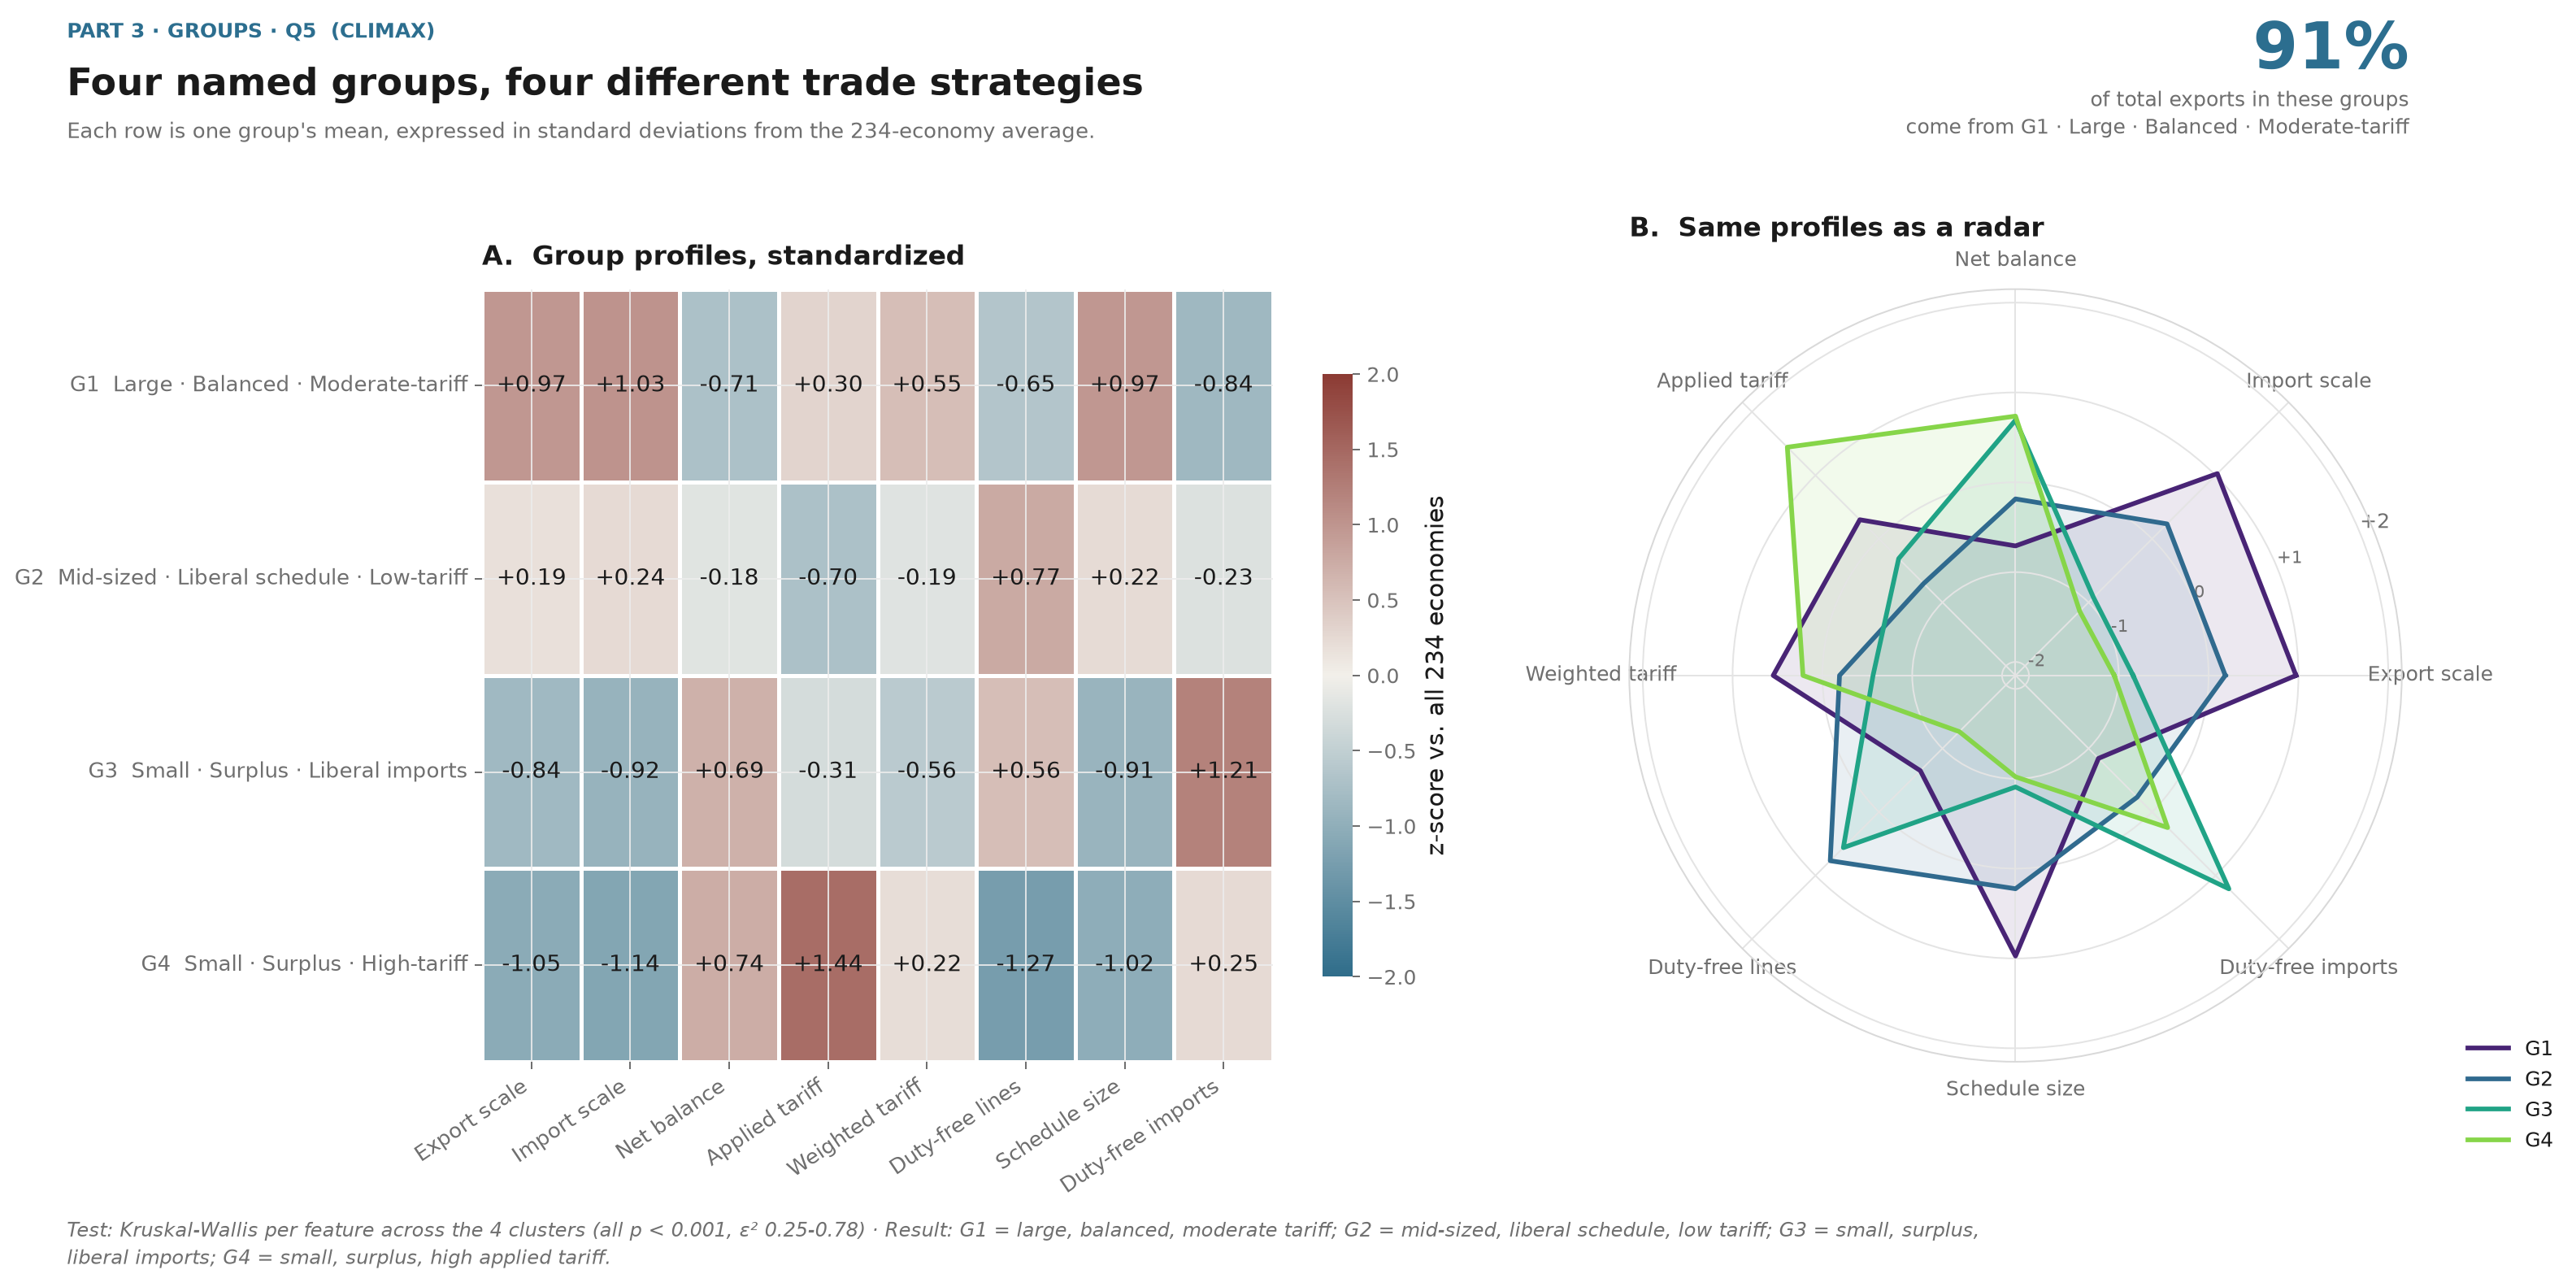 PART 3 · GROUPS · Q5  (CLIMAX)
Four named groups, four different trade strategies
Each row is one group's mean, expressed in standard deviations from the 234-economy average.
91%
of total exports in these groups
come from G1 · Large · Balanced · Moderate-tariff
A.  Group profiles, standardized
G1  Large · Balanced · Moderate-tariff
+0.97 +1.03 -0.71 +0.30 +0.55 -0.65 +0.97 -0.84
G2  Mid-sized · Liberal schedule · Low-tariff
+0.19 +0.24 -0.18 -0.70 -0.19 +0.77 +0.22 -0.23
G3  Small · Surplus · Liberal imports
-0.84 -0.92 +0.69 -0.31 -0.56 +0.56 -0.91 +1.21
G4  Small · Surplus · High-tariff
-1.05 -1.14 +0.74 +1.44 +0.22 -1.27 -1.02 +0.25
Export scale
Import scale
Net balance
Applied tariff
Weighted tariff
Duty-free lines
Schedule size
Duty-free imports
2.0
1.5
1.0
0.5
0.0
−0.5
−1.0
−1.5
−2.0
z-score vs. all 234 economies
B.  Same profiles as a radar
Net balance
Applied tariff
Import scale
+2
+1
0
-1
-2
Weighted tariff
Export scale
Duty-free lines
Duty-free imports
Schedule size
G1
G2
G3
G4
Test: Kruskal-Wallis per feature across the 4 clusters (all p < 0.001, ε² 0.25-0.78) · Result: G1 = large, balanced, moderate tariff; G2 = mid-sized, liberal schedule, low tariff; G3 = small, surplus,
liberal imports; G4 = small, surplus, high applied tariff.